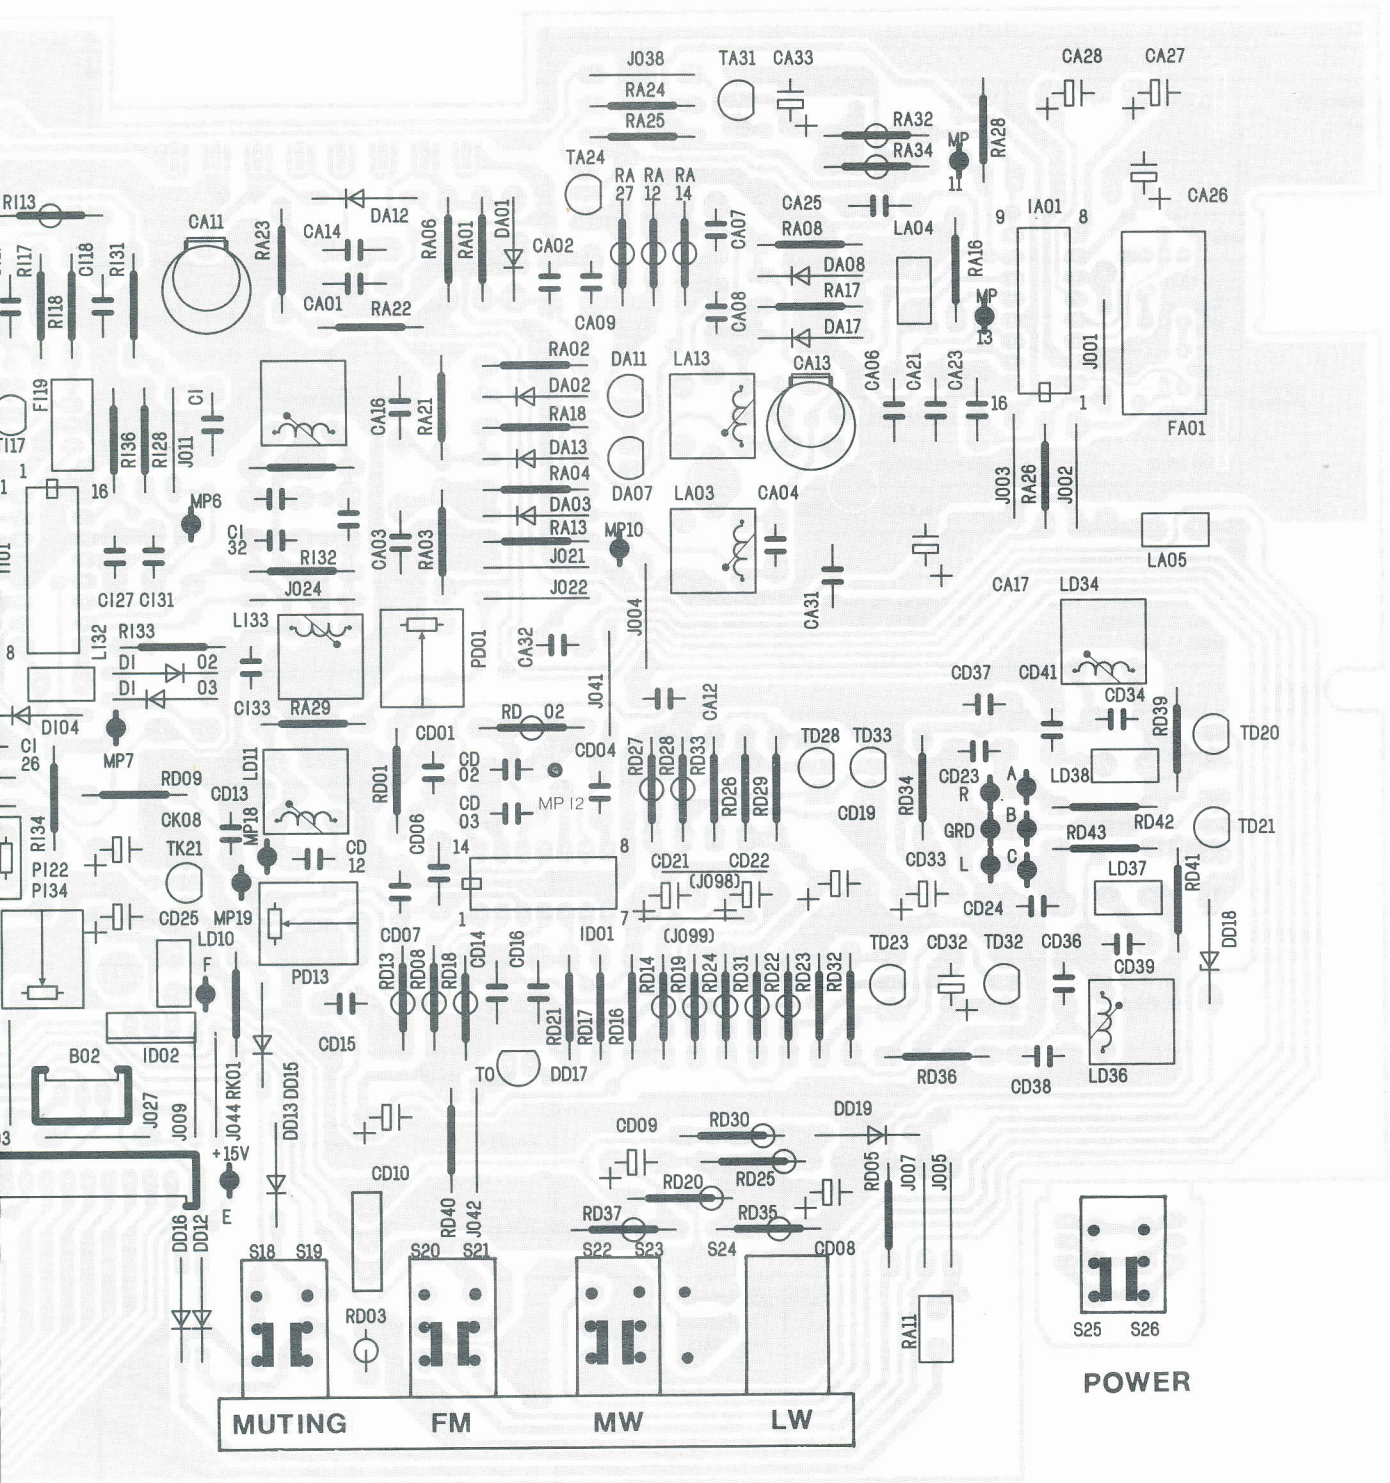 J038
TA31 CA33
CA28
CA27
RA24
RA25
RA32
MP
11
RA34
RA28
TA24
RA 27
RA 12
RA 14
CA25
LA04
CA26
RI13
CA11
RA23
CA14
DA12
RA06
RA01
DA01
CA02
CA07
RA08
DA08
RA16
9
IA01
8
RI17
RI18
CI18
RI31
CA01
RA22
CA09
CA08
RA17
DA17
MP
13
J001
RA02
DA11
LA13
CA13
CA06
CA21
CA23
FI19
CI
CA16
RA21
DA02
RA18
16
1
FA01
TI17
RI36
RI28
J011
DA13
RA04
DA07
LA03
CA04
J003
RA26
J002
1
1
16
MP6
CI
32
CA03
RA03
DA03
RA13
MP10
RI32
J021
LA05
CI27 CI31
J024
J022
J004
CA31
CA17
LD34
8
LI32
RI33
LI33
PD01
CA32
DI 02
DI 03
J041
CD37
CD41
CD34
CI33
RA29
RD 02
CA12
RD39
DI04
MP7
CI
26
LD11
CD01
CD
02
CD04
RD27
RD28
RD33
TD28
TD33
TD20
RD09
CD13
RD01
CD
03
MP 12
RD26
RD29
CD19
RD34
CD23
R
A
LD38
B
RD42
TD21
CK08
MP18
CD06
RI34
GRD
RD43
TK21
CD
12
14
8
CD21
CD22
CD33
L
C
LD37
RD41
PI22
PI34
(J098)
CD24
CD25
MP19
1
7
DD18
LD10
CD07
ID01
(J099)
TD23
CD32
TD32
CD36
CD39
F
PD13
RD13
RD08
RD18
CD14
CD16
RD21
RD17
RD16
RD14
RD19
RD24
RD31
RD22
RD23
RD32
B02
ID02
CD15
T0
DD17
RD36
CD38
LD36
J027
J009
J044
RK01
DD13
DD15
CD09
RD30
DD19
+15V
CD10
RD20
RD25
RD05
J007
J005
E
DD16
DD12
RD40
J042
RD37
RD35
S18
S19
S20
S21
S22
S23
S24
CD08
RD03
RA11
S25
S26
POWER
MUTING
FM
MW
LW